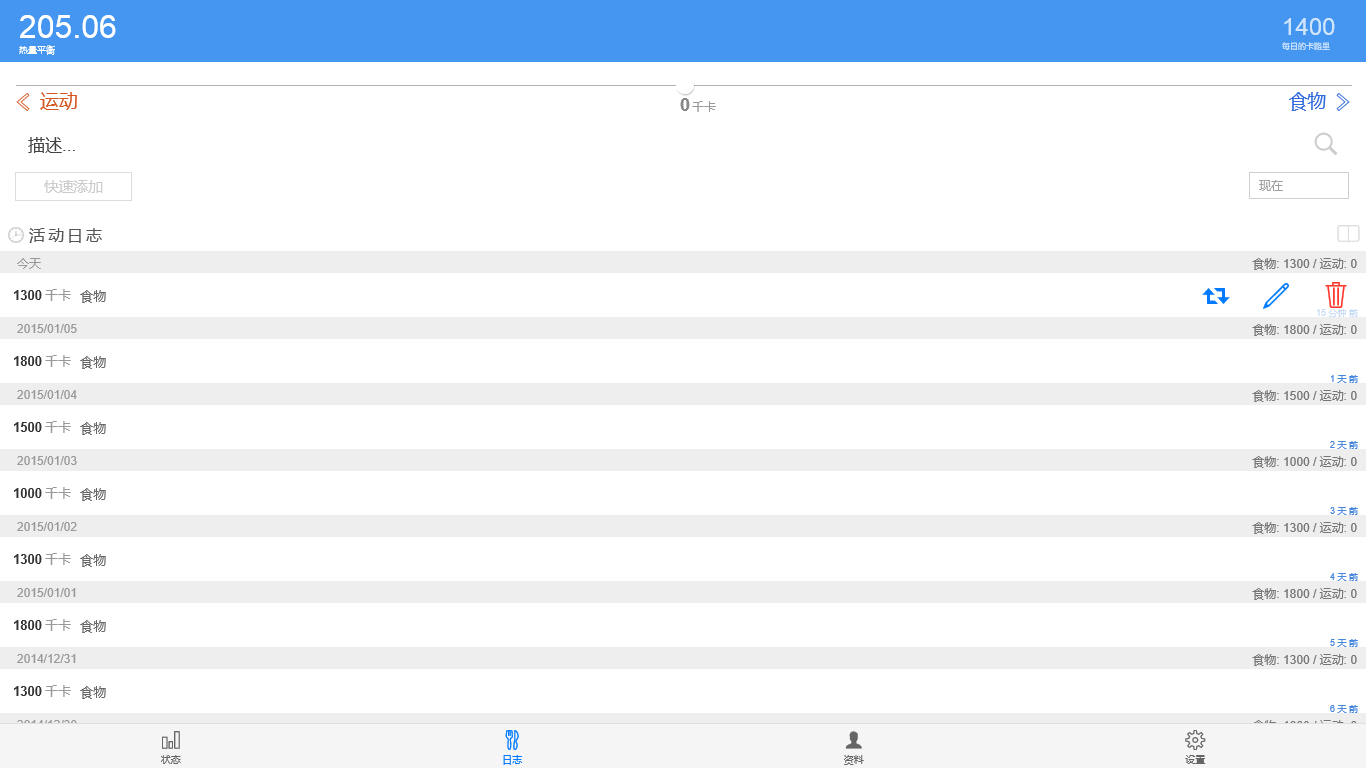 205.06
热量平衡
1400
每日的卡路里
运动
0 千卡
食物
描述...
快速添加
现在
活动日志
今天 食物: 1300 / 运动: 0
1300 千卡 食物
15 分钟 前
2015/01/05 食物: 1800 / 运动: 0
1800 千卡 食物
1 天 前
2015/01/04 食物: 1500 / 运动: 0
1500 千卡 食物
2 天 前
2015/01/03 食物: 1000 / 运动: 0
1000 千卡 食物
3 天 前
2015/01/02 食物: 1300 / 运动: 0
1300 千卡 食物
4 天 前
2015/01/01 食物: 1800 / 运动: 0
1800 千卡 食物
5 天 前
2014/12/31 食物: 1300 / 运动: 0
1300 千卡 食物
6 天 前
状态 日志 资料 设置